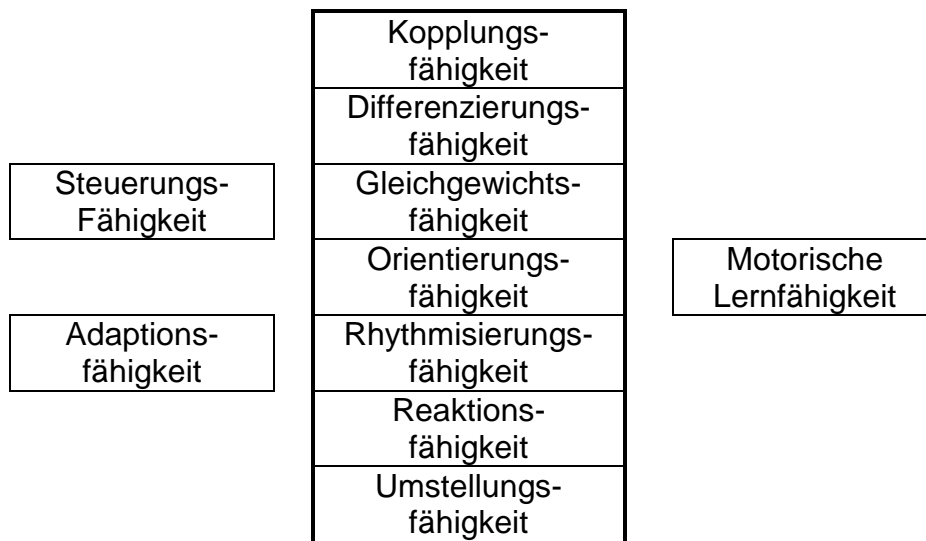 Kopplungs-
fähigkeit
Differenzierungs-
fähigkeit
Steuerungs-
Fähigkeit
Gleichgewichts-
fähigkeit
Orientierungs-
fähigkeit
Motorische
Lernfähigkeit
Adaptions-
fähigkeit
Rhythmisierungs-
fähigkeit
Reaktions-
fähigkeit
Umstellungs-
fähigkeit